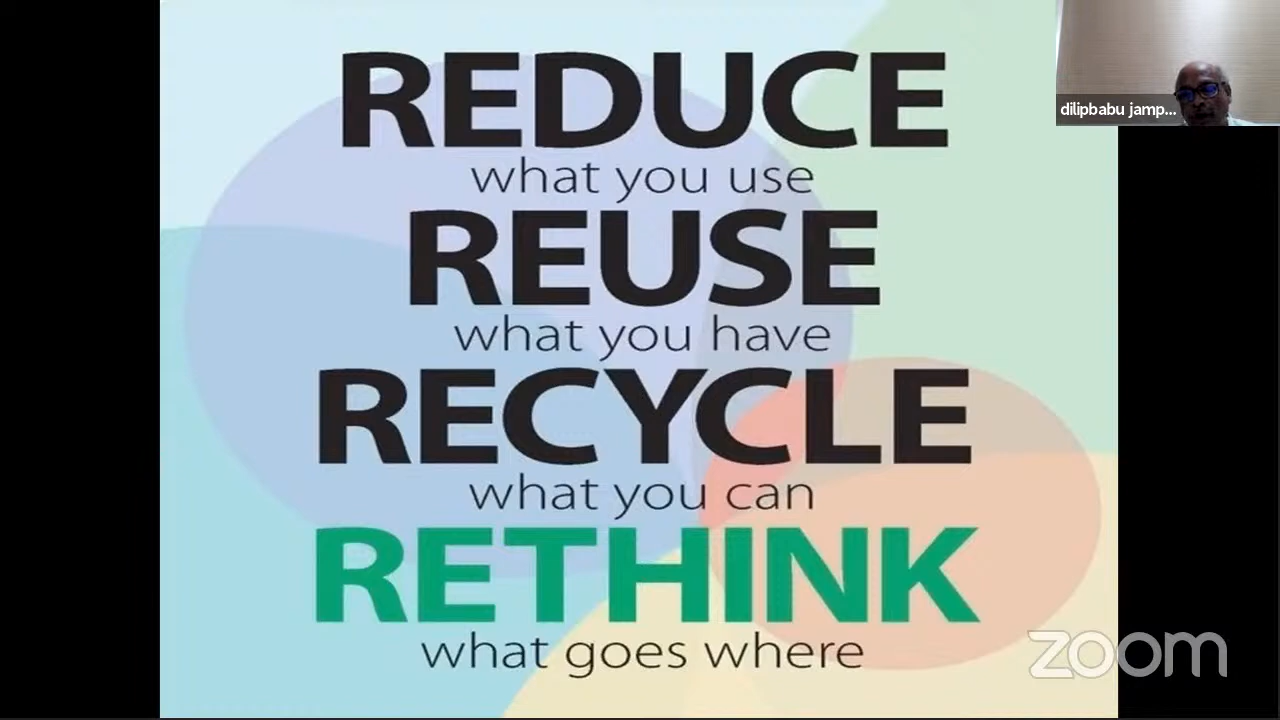 REDUCE
what you use
REUSE
what you have
RECYCLE
what you can
RETHINK
what goes where
dilipbabu jamp...
zoom